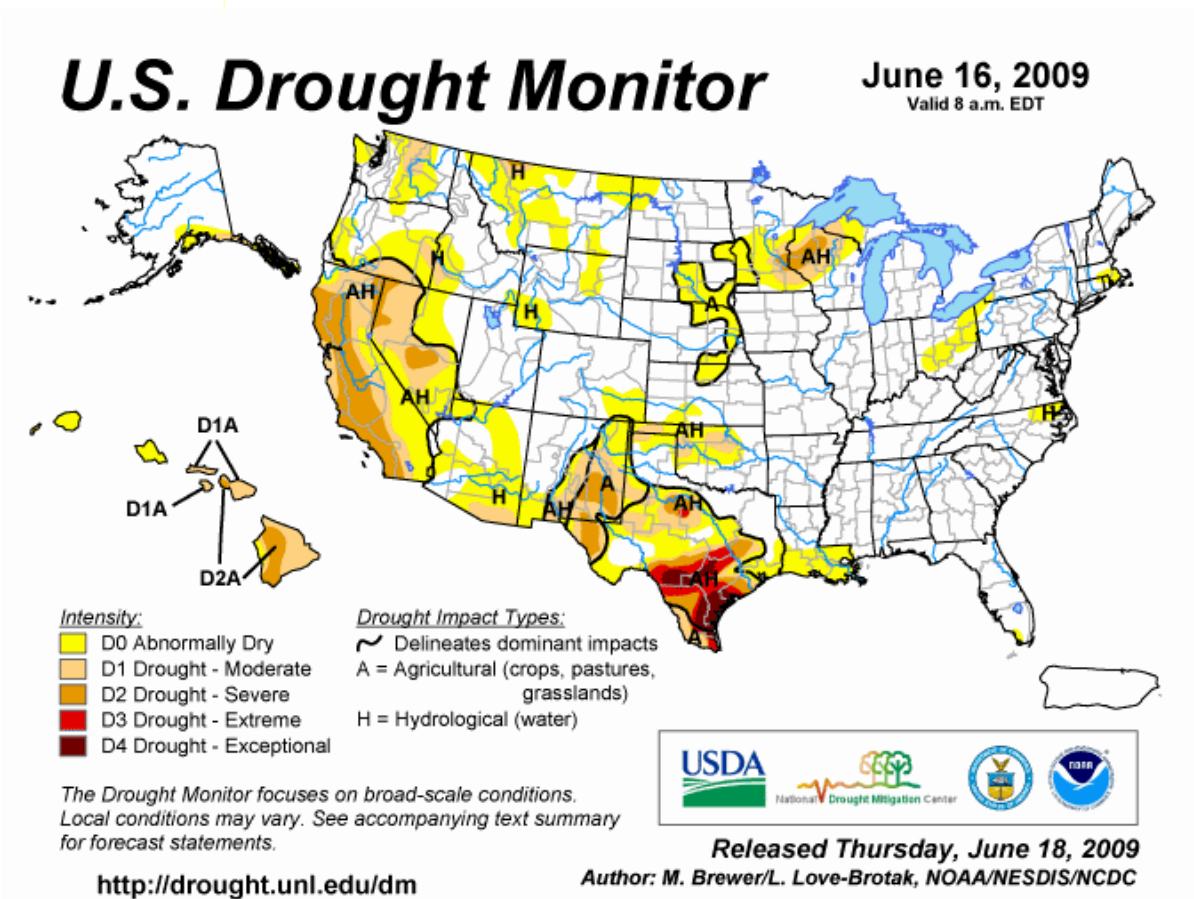 U.S. Drought Monitor
June 16, 2009
Valid 8 a.m. EDT
H
H
AH
AH
H
A
H
AH
AH
H
H
AH
A
AH
AH
AH
A
D1A
D1A
D2A
Intensity:
D0 Abnormally Dry
D1 Drought - Moderate
D2 Drought - Severe
D3 Drought - Extreme
D4 Drought - Exceptional
Drought Impact Types:
Delineates dominant impacts
A = Agricultural (crops, pastures,
grasslands)
H = Hydrological (water)
USDA
National Drought Mitigation Center
NOAA
The Drought Monitor focuses on broad-scale conditions.
Local conditions may vary. See accompanying text summary
for forecast statements.
http://drought.unl.edu/dm
Released Thursday, June 18, 2009
Author: M. Brewer/L. Love-Brotak, NOAA/NESDIS/NCDC